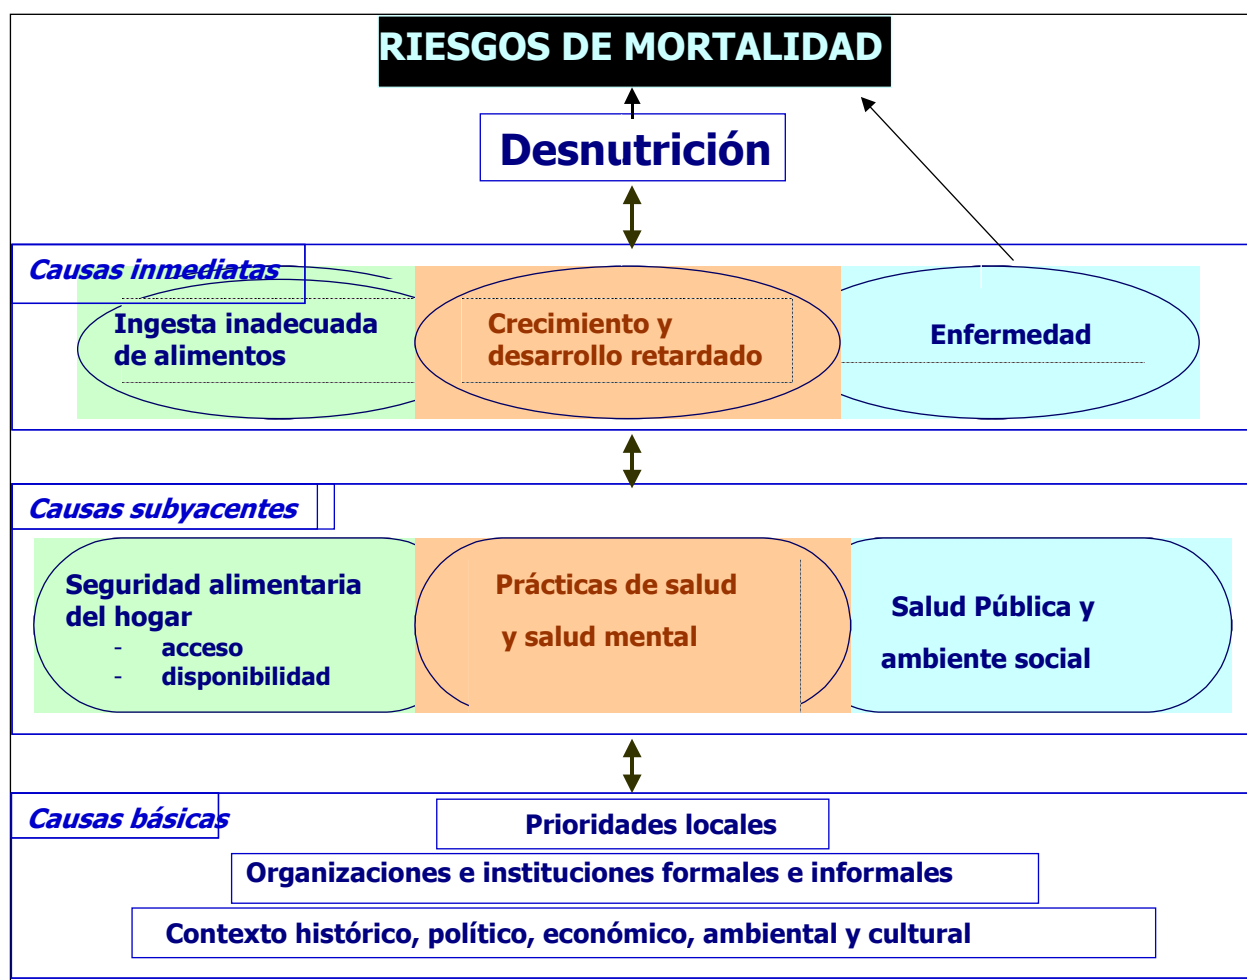 RIESGOS DE MORTALIDAD
Desnutrición
Causas inmediatas
Ingesta inadecuada
de alimentos
Crecimiento y
desarrollo retardado
Enfermedad
Causas subyacentes
Seguridad alimentaria
del hogar
- acceso
- disponibilidad
Prácticas de salud
y salud mental
Salud Pública y
ambiente social
Causas básicas
Prioridades locales
Organizaciones e instituciones formales e informales
Contexto histórico, político, económico, ambiental y cultural